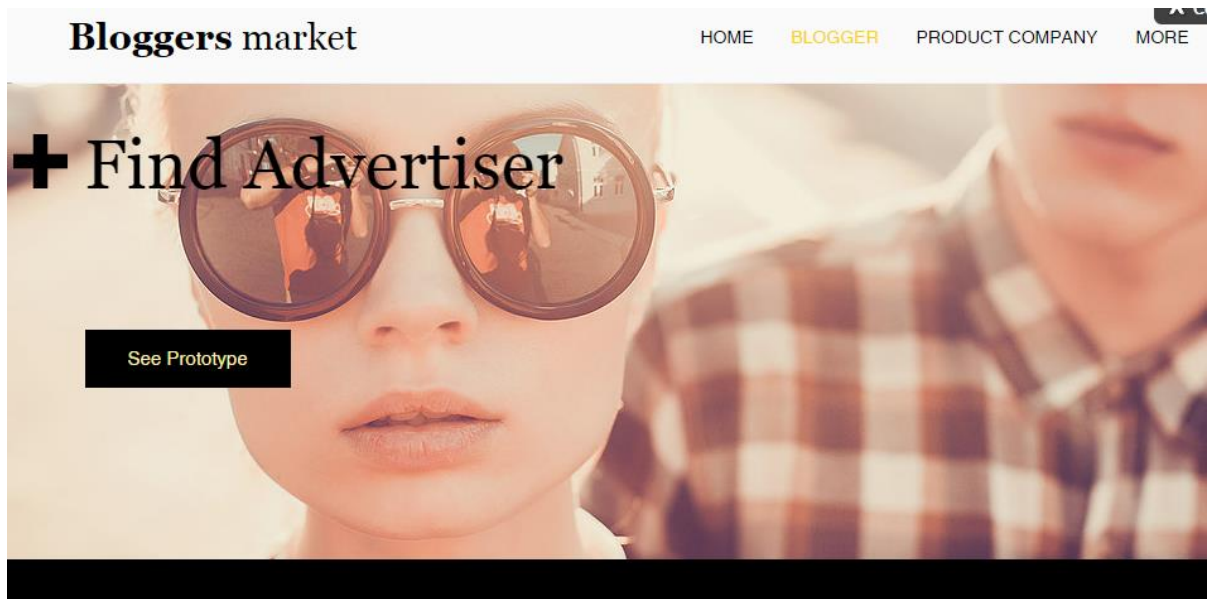 Bloggers market
HOME BLOGGER PRODUCT COMPANY MORE
+ Find Advertiser
See Prototype